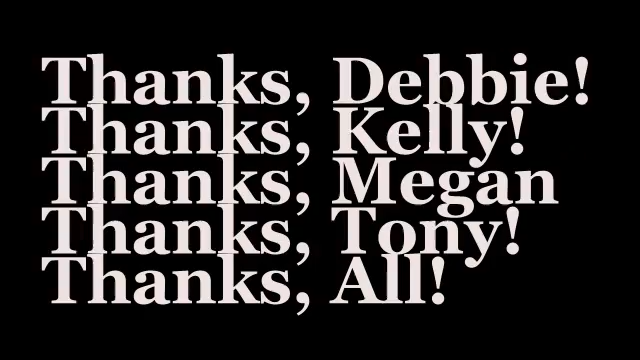 Thanks, Debbie!
Thanks, Kelly!
Thanks, Megan
Thanks, Tony!
Thanks, All!